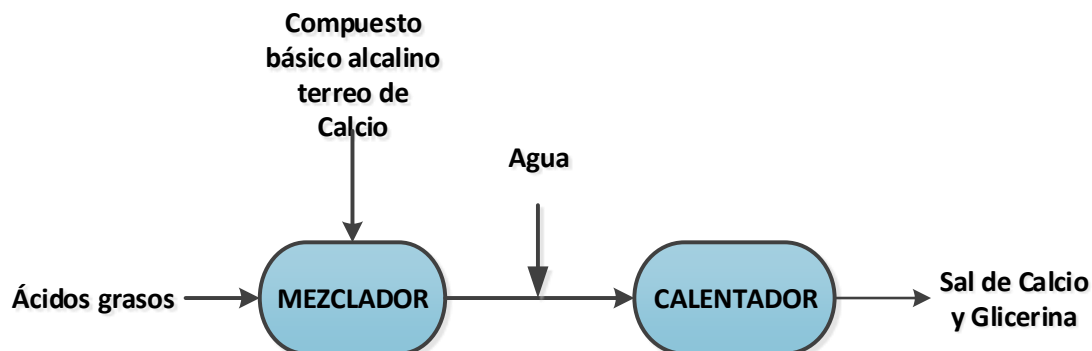 Compuesto
básico alcalino
terreo de
Calcio
Agua
Ácidos grasos
MEZCLADOR
CALENTADOR
Sal de Calcio
y Glicerina